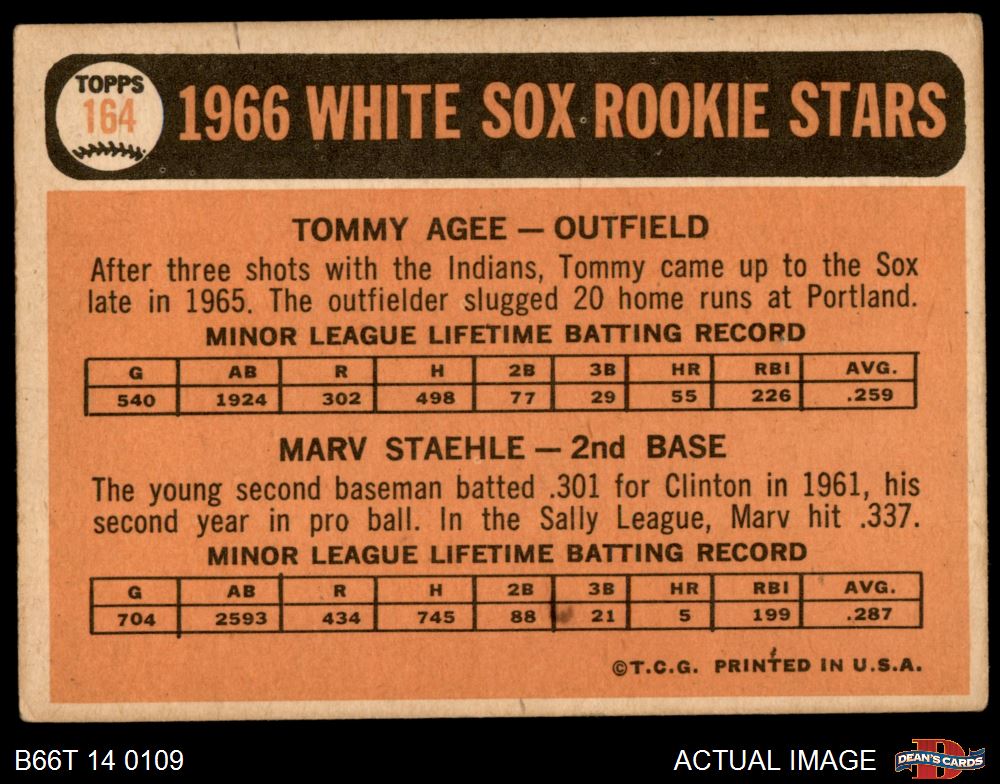 TOPPS
164
1966 WHITE SOX ROOKIE STARS
TOMMY AGEE — OUTFIELD
After three shots with the Indians, Tommy came up to the Sox
late in 1965. The outfielder slugged 20 home runs at Portland.
MINOR LEAGUE LIFETIME BATTING RECORD
G AB R H 2B 3B HR RBI AVG.
540 1924 302 498 77 29 55 226 .259
MARV STAEHLE — 2nd BASE
The young second baseman batted .301 for Clinton in 1961, his
second year in pro ball. In the Sally League, Marv hit .337.
MINOR LEAGUE LIFETIME BATTING RECORD
G AB R H 2B 3B HR RBI AVG.
704 2593 434 745 88 21 5 199 .287
©T.C.G. PRINTED IN U.S.A.
B66T 14 0109
ACTUAL IMAGE
DEAN'S CARDS